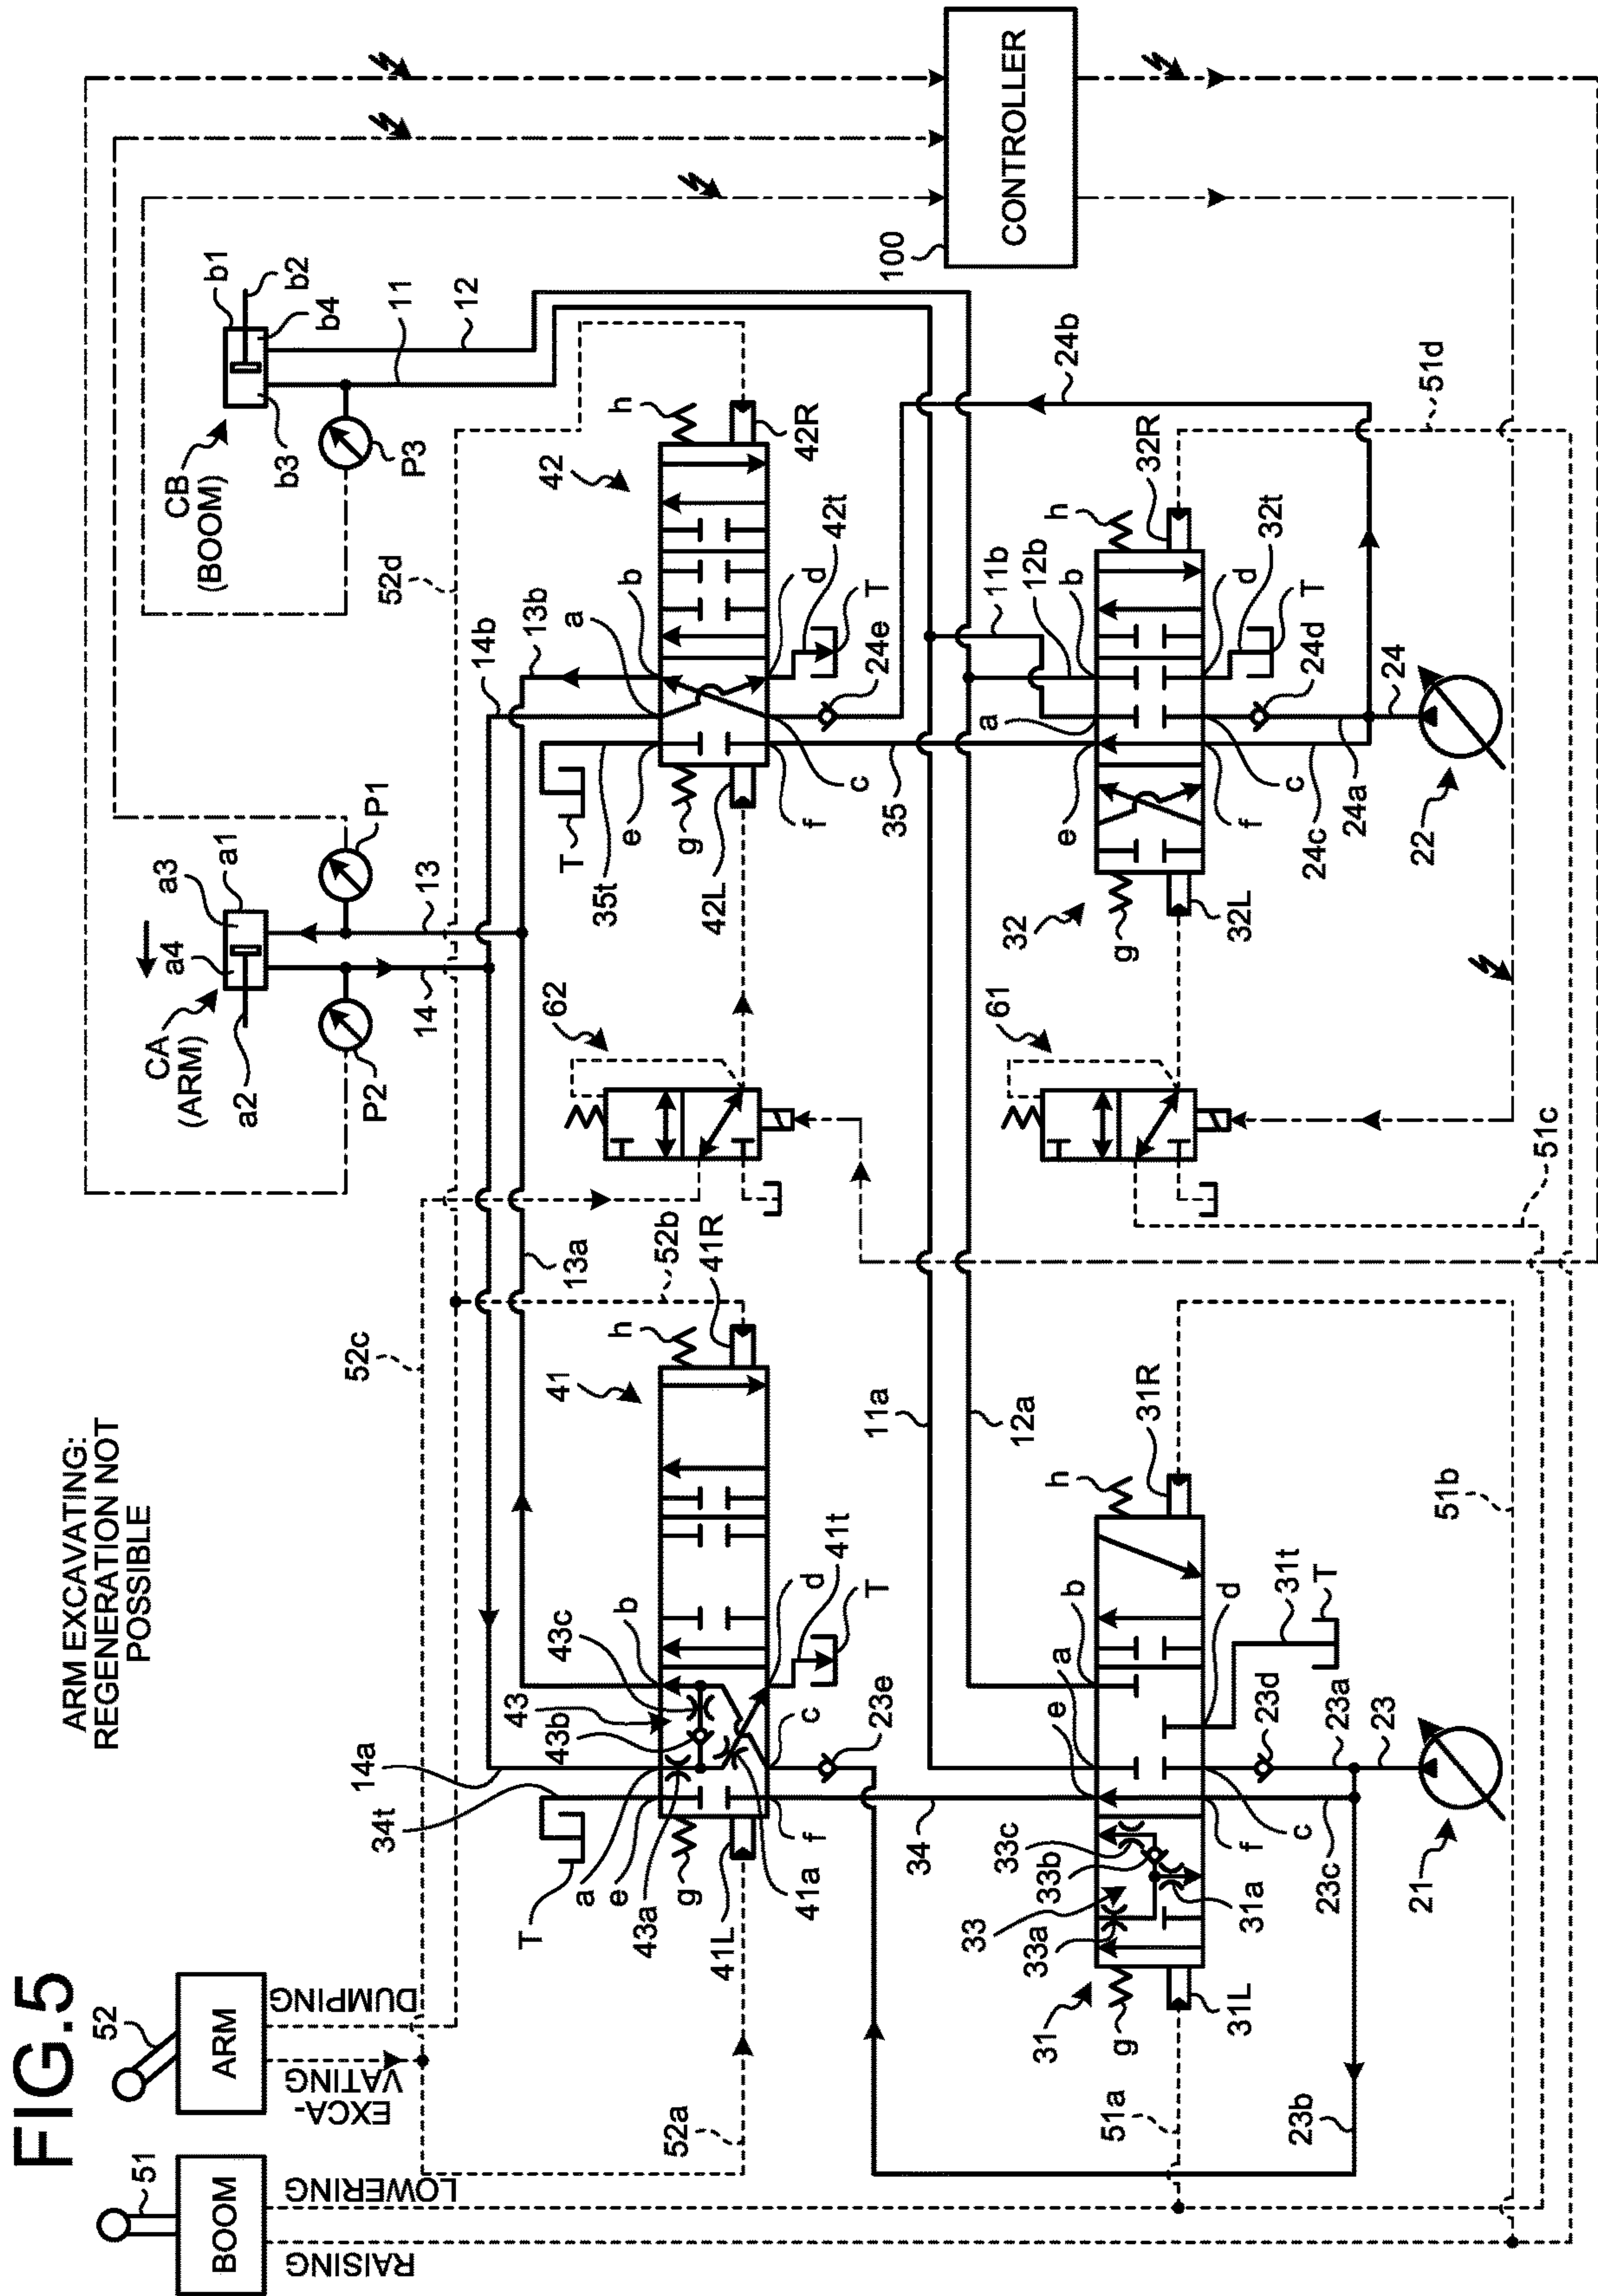 FIG.5
ARM EXCAVATING:
REGENERATION NOT
POSSIBLE
52
ARM
DUMPING
EXCA-
VATING
51
BOOM
LOWERING
RAISING
CA
(ARM)
a1
a2
a3
a4
P1
P2
13
14
CB
(BOOM)
b1
b2
b3
b4
P3
11
12
100
CONTROLLER
52c
52d
14a
34t
T
a
e
43a
g
41L
41a
f
43b
43
43c
b
d
c
41t
T
23e
41
h
41R
52b
13a
52a
62
14b
13b
a
b
42
h
42R
42t
d
T
24e
c
T
35t
e
g
42L
f
35
34
11a
12a
11b
12b
24b
31
g
31L
33
33a
33b
33c
31a
e
a
b
f
c
d
31t
T
h
31R
51a
51b
23b
23c
23d
23a
23
21
61
51c
51d
32
g
32L
e
a
b
f
c
d
h
32R
32t
T
24d
24
24a
24c
22